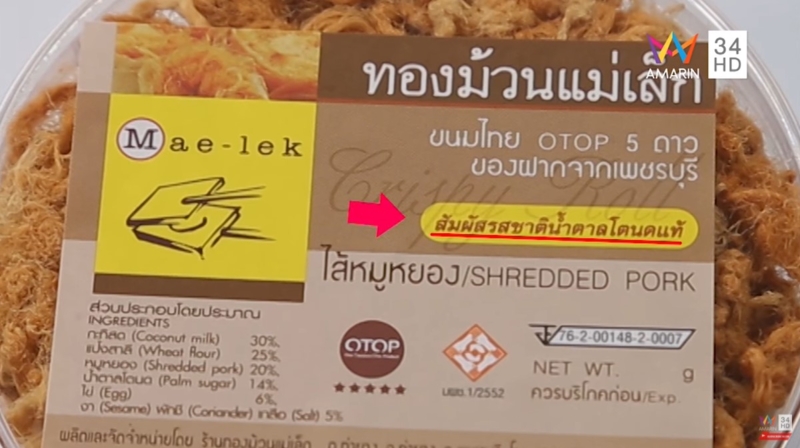 AMARIN
34
HD
ทองม้วนแม่เล็ก
Mae-lek
ขนมไทย OTOP 5 ดาว
ของฝากจากเพชรบุรี
Crispy Roll
สัมผัสรสชาติน้ำตาลโตนดแท้
ไส้หมูหยอง/SHREDDED PORK
ส่วนประกอบโดยประมาณ
INGREDIENTS
กะทิสด (Coconut milk) 30%,
แป้งสาลี (Wheat flour) 25%,
หมูหยอง (Shredded pork) 20%,
น้ำตาลโตนด (Palm sugar) 14%,
ไข่ (Egg) 6%,
งา (Sesame) ผักชี (Coriander) เกลือ (Salt) 5%
OTOP
มผช.1/2552
76-2-00148-2-0007
NET WT. g
ควรบริโภคก่อน/Exp.
ผลิตและจัดจำหน่ายโดย ร้านทองม้วนแม่เล็ก
AMARIN
34
HD